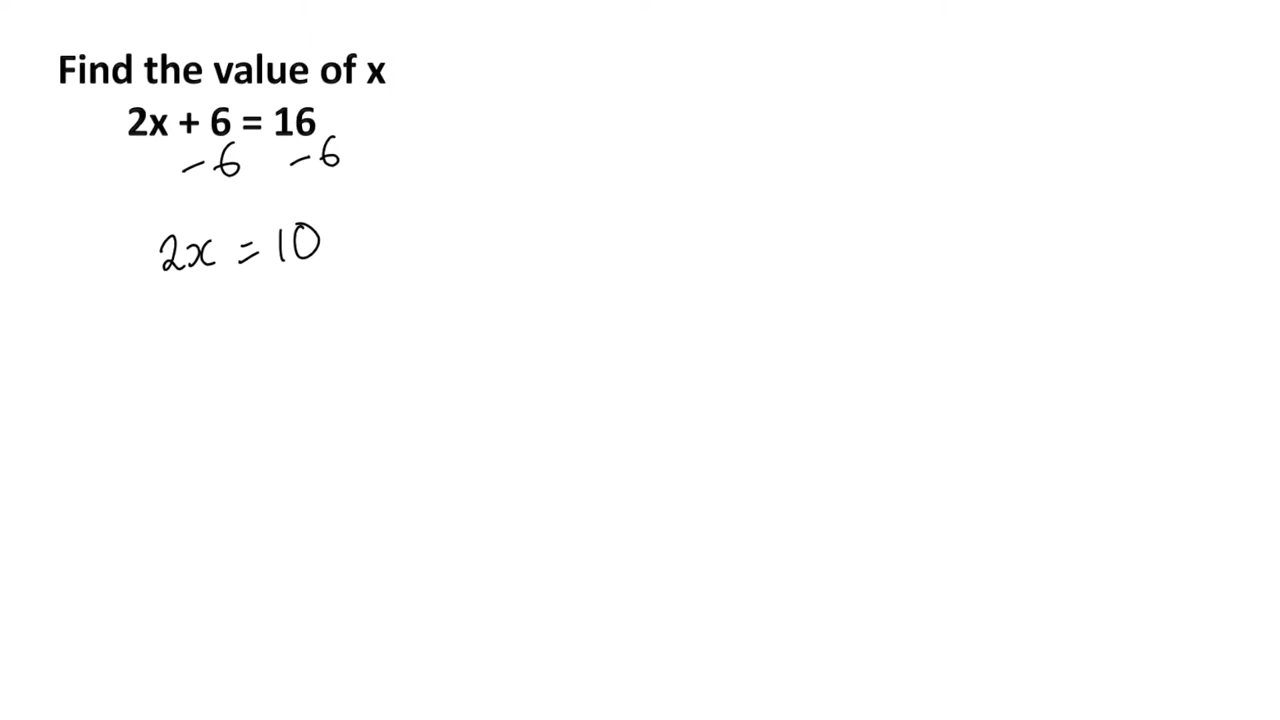 Find the value of x
2x + 6 = 16
-6 -6
2x = 10